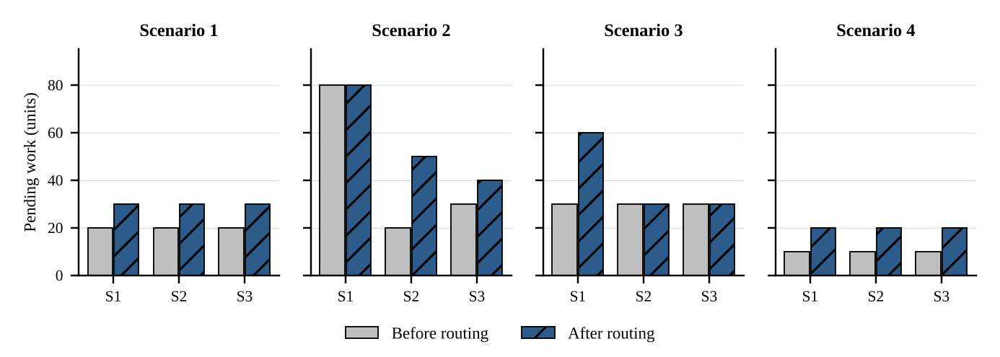 Scenario 1
Scenario 2
Scenario 3
Scenario 4
Pending work (units)
80
60
40
20
0
S1 S2 S3
S1 S2 S3
S1 S2 S3
S1 S2 S3
Before routing
After routing